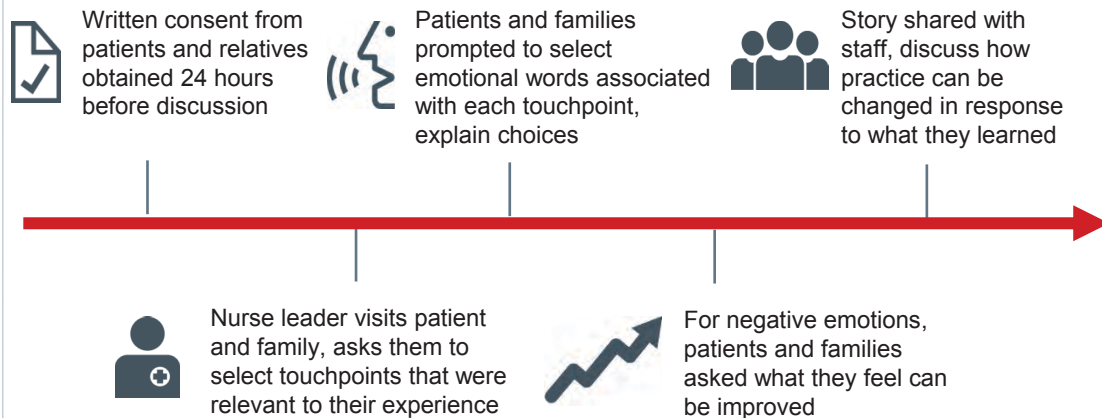 Written consent from
patients and relatives
obtained 24 hours
before discussion
Patients and families
prompted to select
emotional words associated
with each touchpoint,
explain choices
Story shared with
staff, discuss how
practice can be
changed in response
to what they learned
Nurse leader visits patient
and family, asks them to
select touchpoints that were
relevant to their experience
For negative emotions,
patients and families
asked what they feel can
be improved